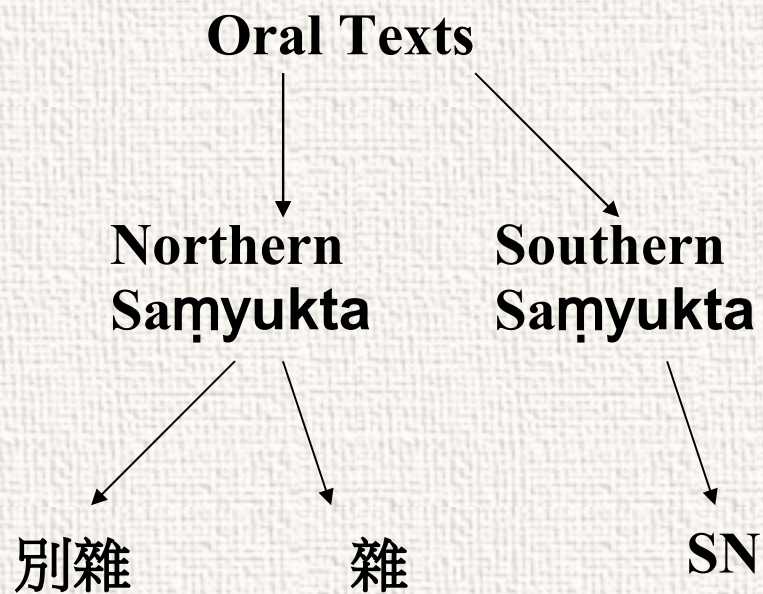 Oral Texts
Northern
Saṃyukta
Southern
Saṃyukta
別雜
雜
SN